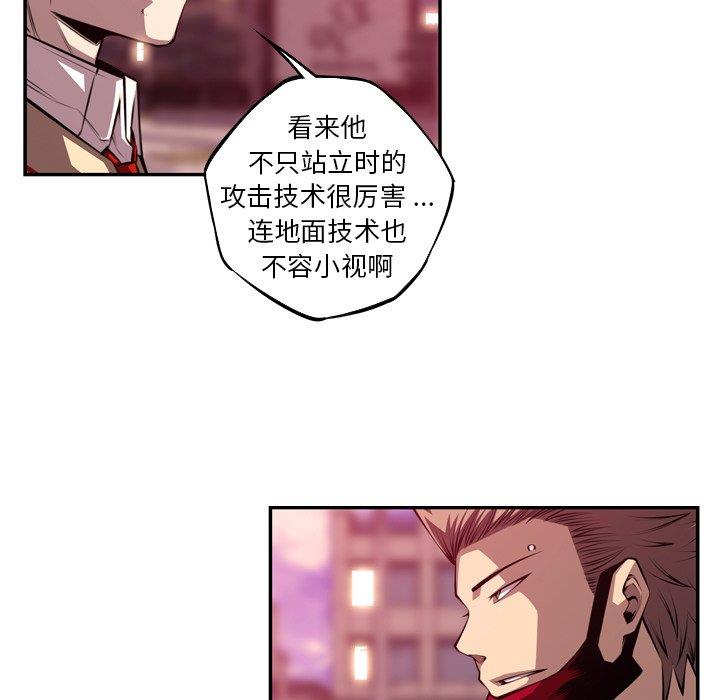 看来他
不只站立时的
攻击技术很厉害...
连地面技术也
不容小视啊